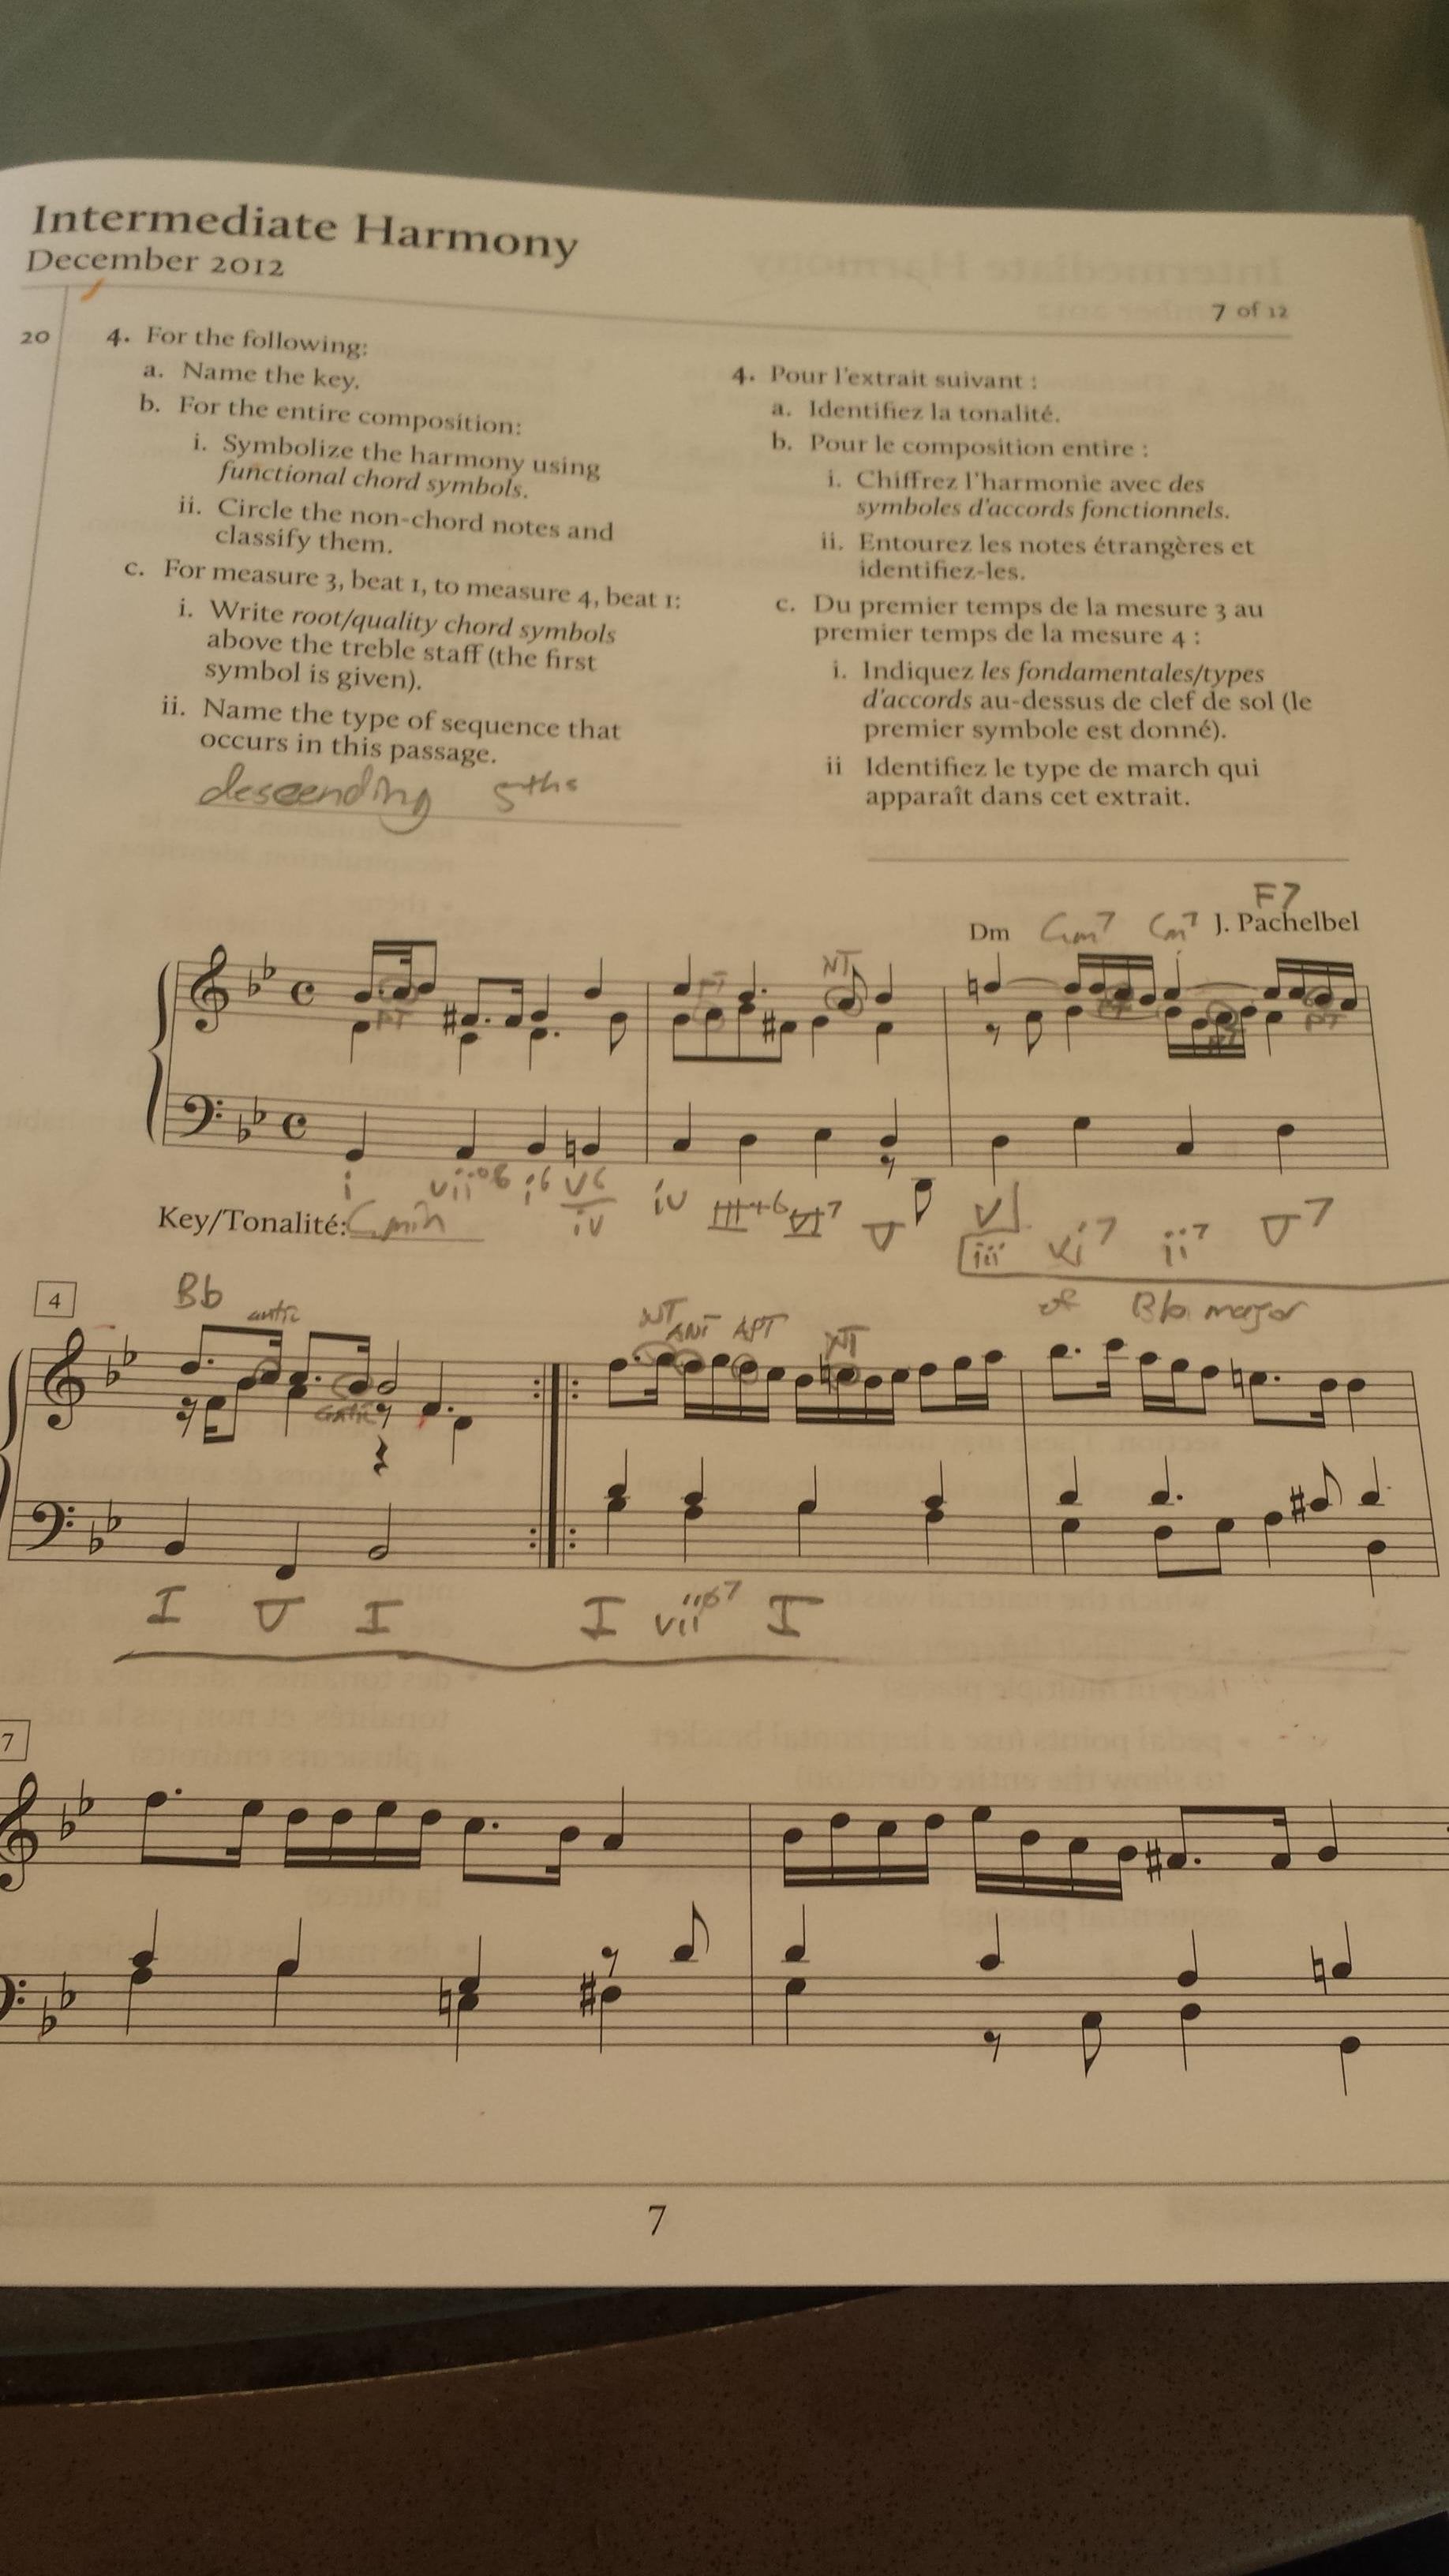 Intermediate Harmony
December 2012
7 of 12
20
4. For the following:
a. Name the key.
b. For the entire composition:
i. Symbolize the harmony using
functional chord symbols.
ii. Circle the non-chord notes and
classify them.
c. For measure 3, beat 1, to measure 4, beat 1:
i. Write root/quality chord symbols
above the treble staff (the first
symbol is given).
ii. Name the type of sequence that
occurs in this passage.
descending 5ths
4. Pour l'extrait suivant :
a. Identifiez la tonalité.
b. Pour le composition entire :
i. Chiffrez l'harmonie avec des
symboles d'accords fonctionnels.
ii. Entourez les notes étrangères et
identifiez-les.
c. Du premier temps de la mesure 3 au
premier temps de la mesure 4 :
i. Indiquez les fondamentales/types
d'accords au-dessus de clef de sol (le
premier symbole est donné).
ii Identifiez le type de march qui
apparaît dans cet extrait.
F7
Dm Gm7 Cm7 J. Pachelbel
PT PT NT PT
i vii°6 i6 V6/iv iv III+6 VI7 V vi/iii vi7 ii7 V7
Key/Tonalité: Gmin
of Bb major
4
Bb
antic
NT ANT APT NT
I V I I viiø7 I
7
7